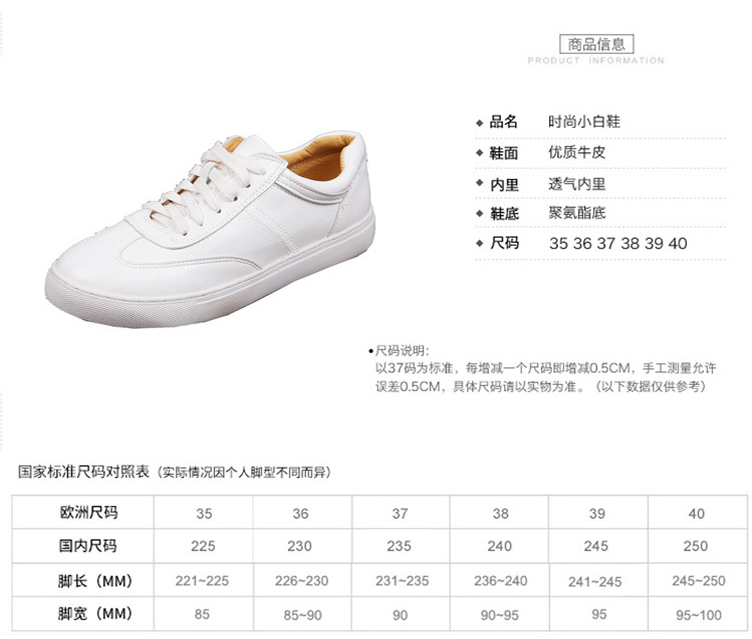 商品信息
PRODUCT INFORMATION
◆ 品名 时尚小白鞋
◆ 鞋面 优质牛皮
◆ 内里 透气内里
◆ 鞋底 聚氨酯底
◆ 尺码 35 36 37 38 39 40
•尺码说明:
以37码为标准，每增减一个尺码即增减0.5CM，手工测量允许
误差0.5CM，具体尺码请以实物为准。（以下数据仅供参考）
国家标准尺码对照表（实际情况因个人脚型不同而异）
欧洲尺码 35 36 37 38 39 40
国内尺码 225 230 235 240 245 250
脚长（MM） 221~225 226~230 231~235 236~240 241~245 245~250
脚宽（MM） 85 85~90 90 90~95 95 95~100